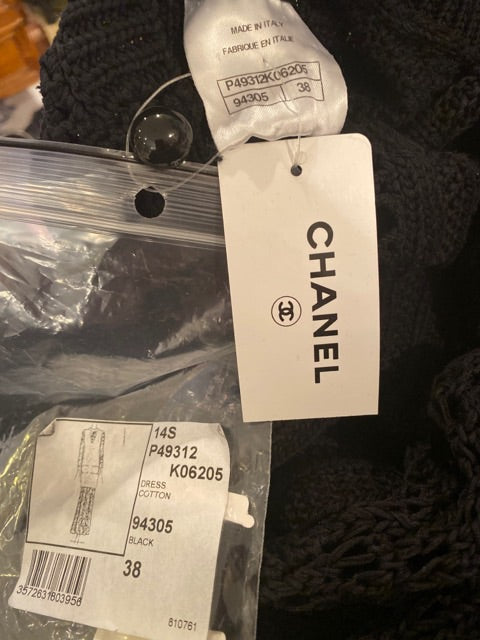 MADE IN ITALY
FABRIQUE EN ITALIE
P49312K06205
94305 38
CHANEL
14S
P49312
K06205
DRESS
COTTON
94305
BLACK
38
3572631803956
810761